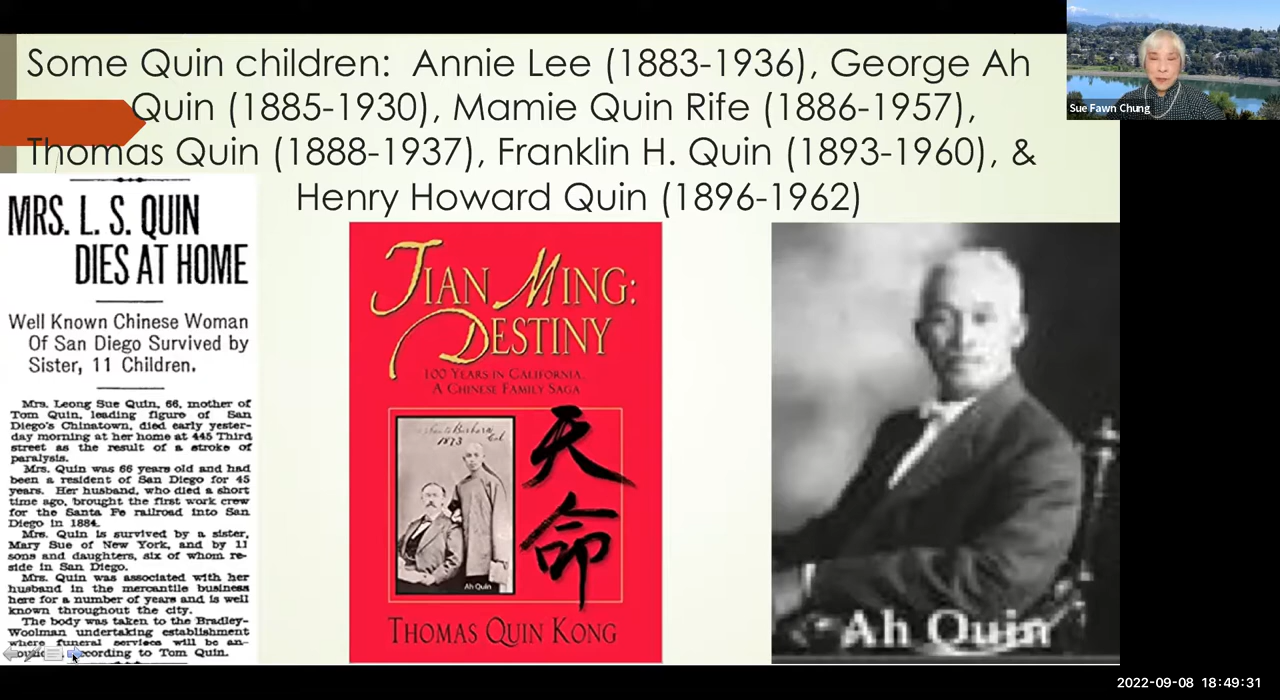 Some Quin children: Annie Lee (1883-1936), George Ah
Quin (1885-1930), Mamie Quin Rife (1886-1957),
Thomas Quin (1888-1937), Franklin H. Quin (1893-1960), &
Henry Howard Quin (1896-1962)
Sue Fawn Chung
MRS. L. S. QUIN
DIES AT HOME
Well Known Chinese Woman
Of San Diego Survived by
Sister, 11 Children.
Mrs. Leong Sue Quin, 66, mother of
Tom Quin, leading figure of San
Diego's Chinatown, died early yester-
day morning at her home at 445 Third
street as the result of a stroke of
paralysis.
Mrs. Quin was 66 years old and had
been a resident of San Diego for 45
years. Her husband, who died a short
time ago, brought the first work crew
for the Santa Fe railroad into San
Diego in 1884.
Mrs. Quin is survived by a sister,
Mary Sue of New York, and by 11
sons and daughters, six of whom re-
side in San Diego.
Mrs. Quin was associated with her
husband in the mercantile business
here for a number of years and is well
known throughout the city.
The body was taken to the Bradley-
Woolman undertaking establishment
where funeral services will be an-
to Tom Quin.
JIAN MING:
DESTINY
100 YEARS IN CALIFORNIA,
A CHINESE FAMILY SAGA
Santa Barbara
1873 Cal
天
命
Ah Quin
THOMAS QUIN KONG
Ah Quin
2022-09-08 18:49:31